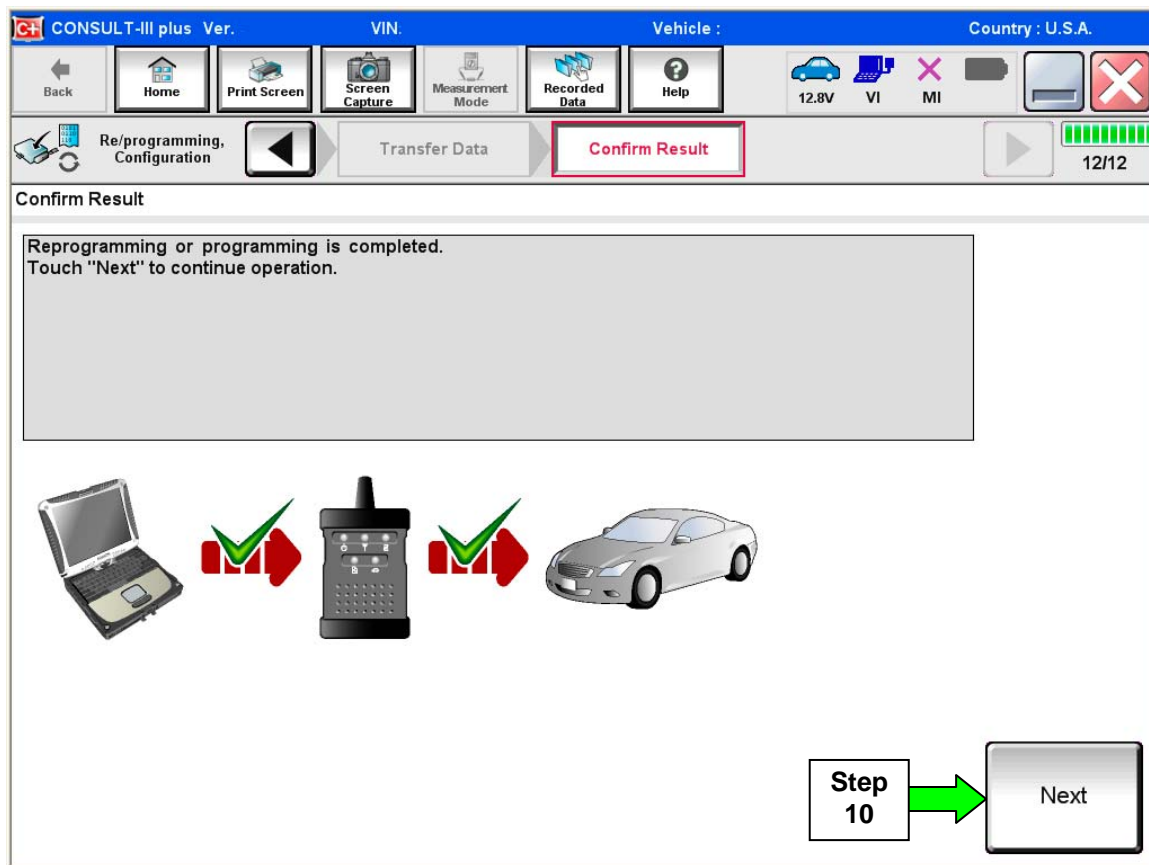 C+ CONSULT-III plus Ver. VIN: Vehicle : Country : U.S.A.
Back
Home
Print Screen
Screen
Capture
Measurement
Mode
Recorded
Data
Help
12.8V
VI
MI
Re/programming,
Configuration
Transfer Data
Confirm Result
12/12
Confirm Result
Reprogramming or programming is completed.
Touch "Next" to continue operation.
Step
10
Next